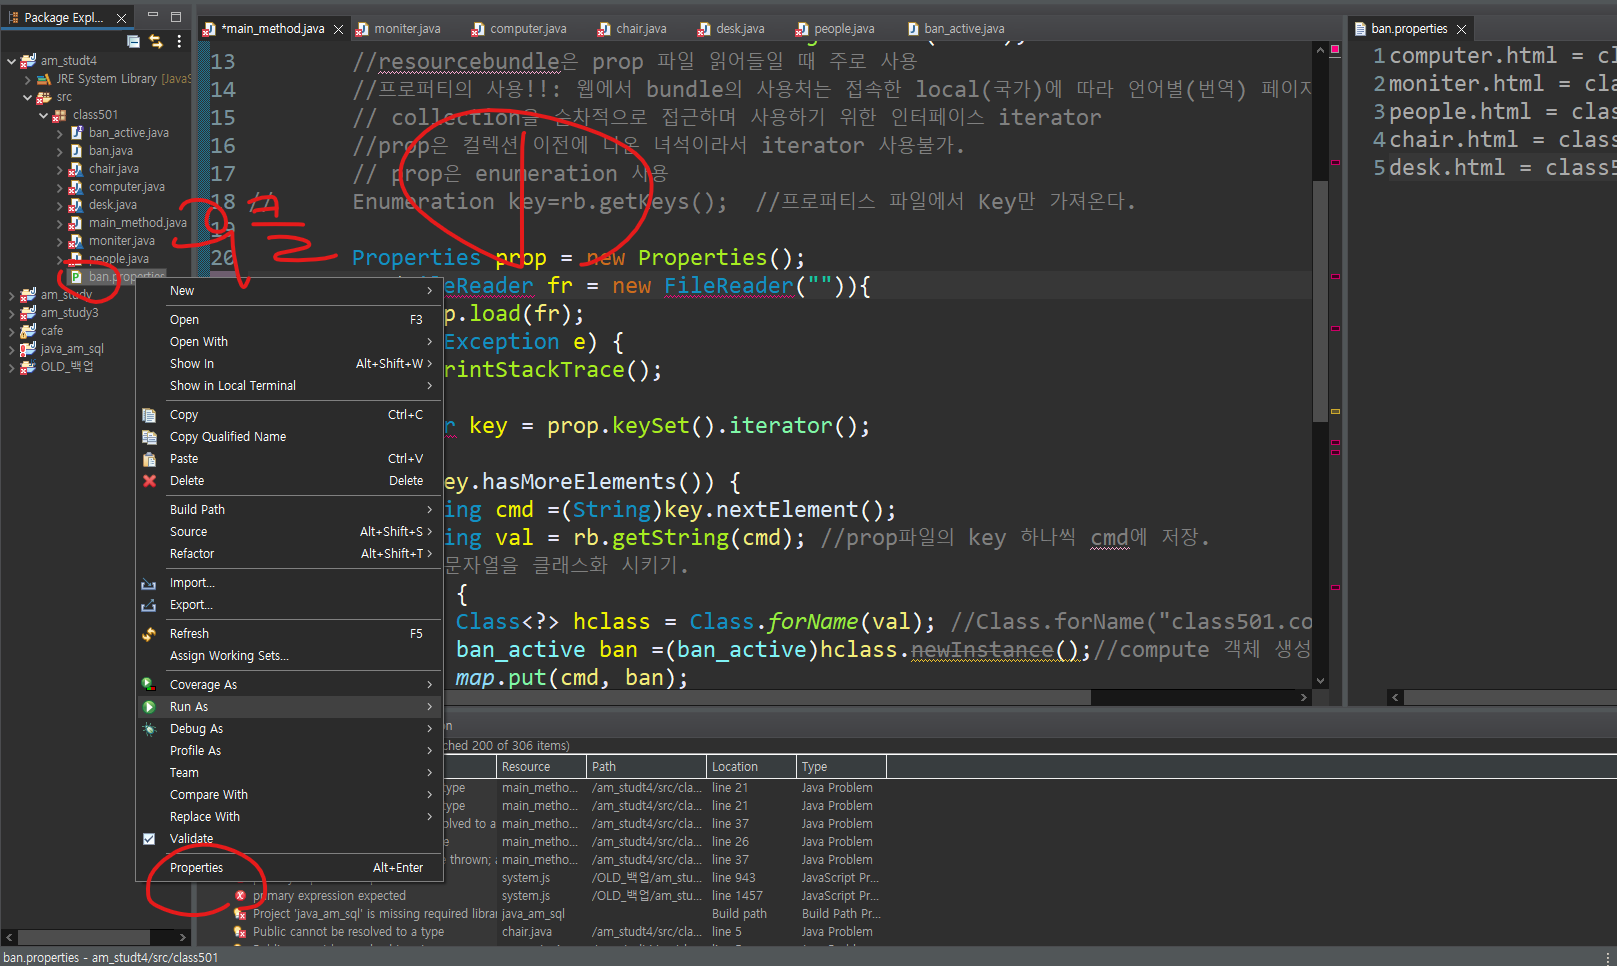 Package Expl...
*main_method.java
moniter.java
computer.java
chair.java
desk.java
people.java
ban_active.java
ban.properties
am_studt4
JRE System Library [JavaS
src
class501
ban_active.java
ban.java
chair.java
computer.java
desk.java
main_method.java
moniter.java
people.java
ban.properties
am_study
am_study3
cafe
java_am_sql
OLD_백업
13 //resourcebundle은 prop 파일 읽어들일 때 주로 사용
14 //프로퍼티의 사용!!: 웹에서 bundle의 사용처는 접속한 local(국가)에 따라 언어별(번역) 페이지
15 // collection을 순차적으로 접근하며 사용하기 위한 인터페이스 iterator
16 //prop은 컬렉션 이전에 나온 녀석이라서 iterator 사용불가.
17 // prop은 enumeration 사용
18 // Enumeration key=rb.getKeys(); //프로퍼티스 파일에서 Key만 가져온다.
19
20 Properties prop = new Properties();
eReader fr = new FileReader("")){
p.load(fr);
Exception e) {
rintStackTrace();
r key = prop.keySet().iterator();
ey.hasMoreElements()) {
ing cmd =(String)key.nextElement();
ing val = rb.getString(cmd); //prop파일의 key 하나씩 cmd에 저장.
문자열을 클래스화 시키기.
{
Class<?> hclass = Class.forName(val); //Class.forName("class501.co
ban_active ban =(ban_active)hclass.newInstance();//compute 객체 생성
map.put(cmd, ban);
1 computer.html = cl
2 moniter.html = cla
3 people.html = clas
4 chair.html = class
5 desk.html = class5
New
Open F3
Open With
Show In Alt+Shift+W
Show in Local Terminal
Copy Ctrl+C
Copy Qualified Name
Paste Ctrl+V
Delete Delete
Build Path
Source Alt+Shift+S
Refactor Alt+Shift+T
Import...
Export...
Refresh F5
Assign Working Sets...
Coverage As
Run As
Debug As
Profile As
Team
Compare With
Replace With
Validate
Properties Alt+Enter
on
ched 200 of 306 items)
Resource Path Location Type
type main_metho... /am_studt4/src/cla... line 21 Java Problem
type main_metho... /am_studt4/src/cla... line 21 Java Problem
olved to a main_metho... /am_studt4/src/cla... line 37 Java Problem
main_metho... /am_studt4/src/cla... line 26 Java Problem
thrown; a main_metho... /am_studt4/src/cla... line 37 Java Problem
system.js /OLD_백업/am_stu... line 943 JavaScript Pr...
primary expression expected system.js /OLD_백업/am_stu... line 1457 JavaScript Pr...
Project 'java_am_sql' is missing required librar java_am_sql Build path Build Path Pr...
Public cannot be resolved to a type chair.java /am_studt4/src/cla... line 5 Java Problem
ban.properties - am_studt4/src/class501